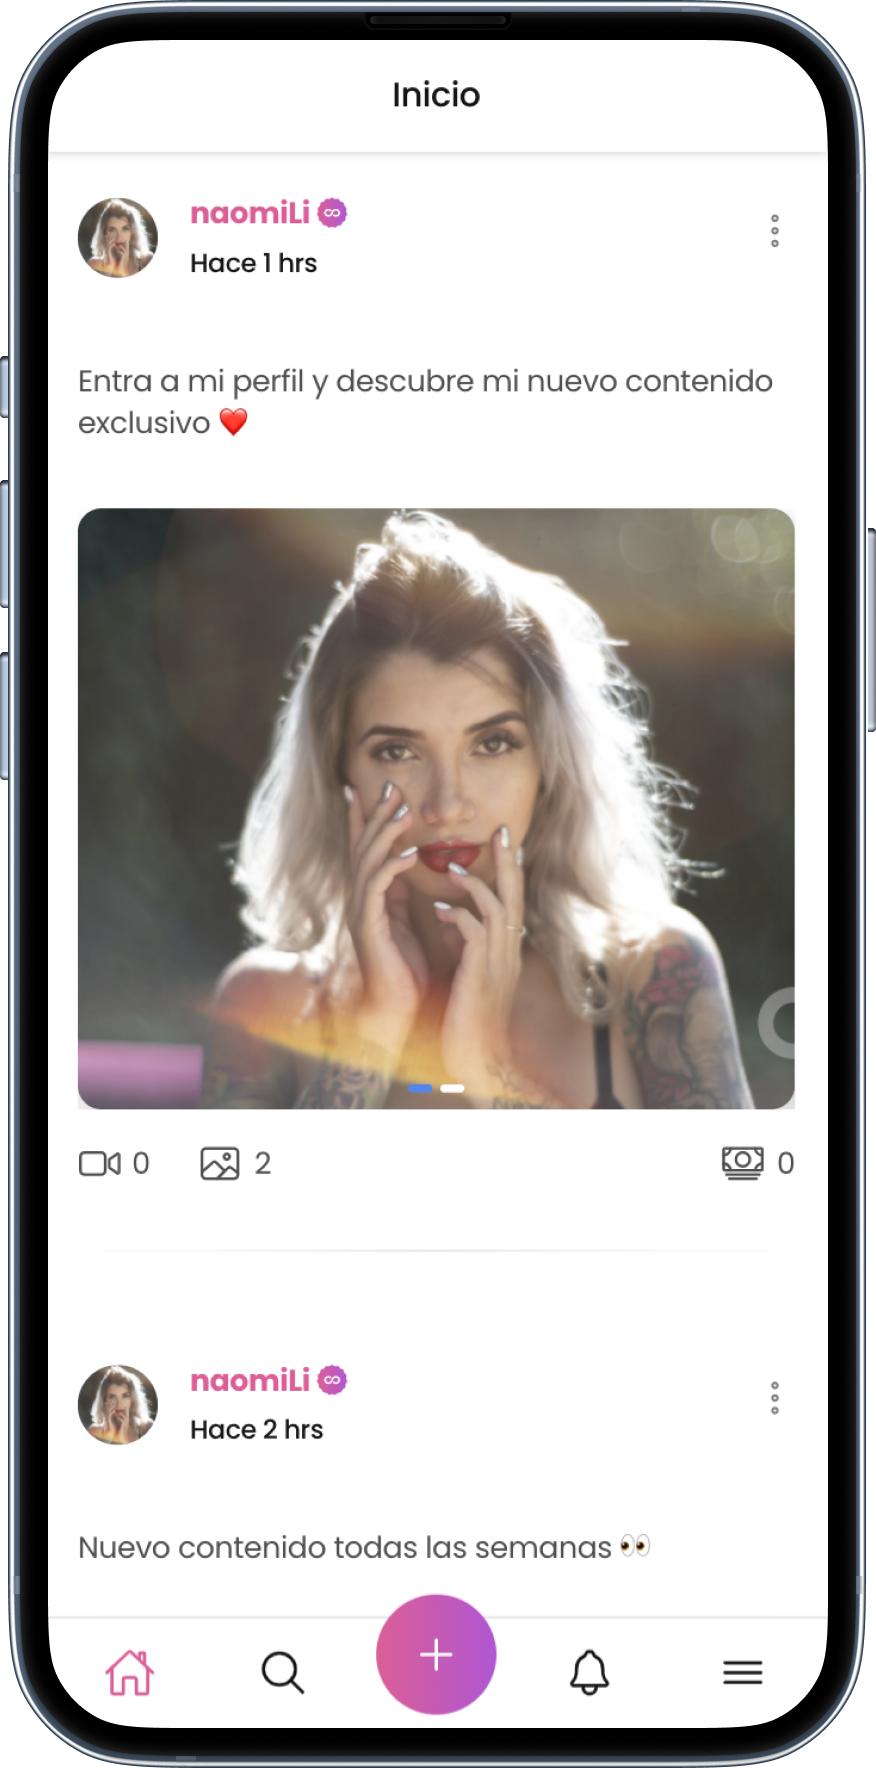 Inicio
naomiLi
Hace 1 hrs
Entra a mi perfil y descubre mi nuevo contenido
exclusivo ❤️
0
2
0
naomiLi
Hace 2 hrs
Nuevo contenido todas las semanas 👀